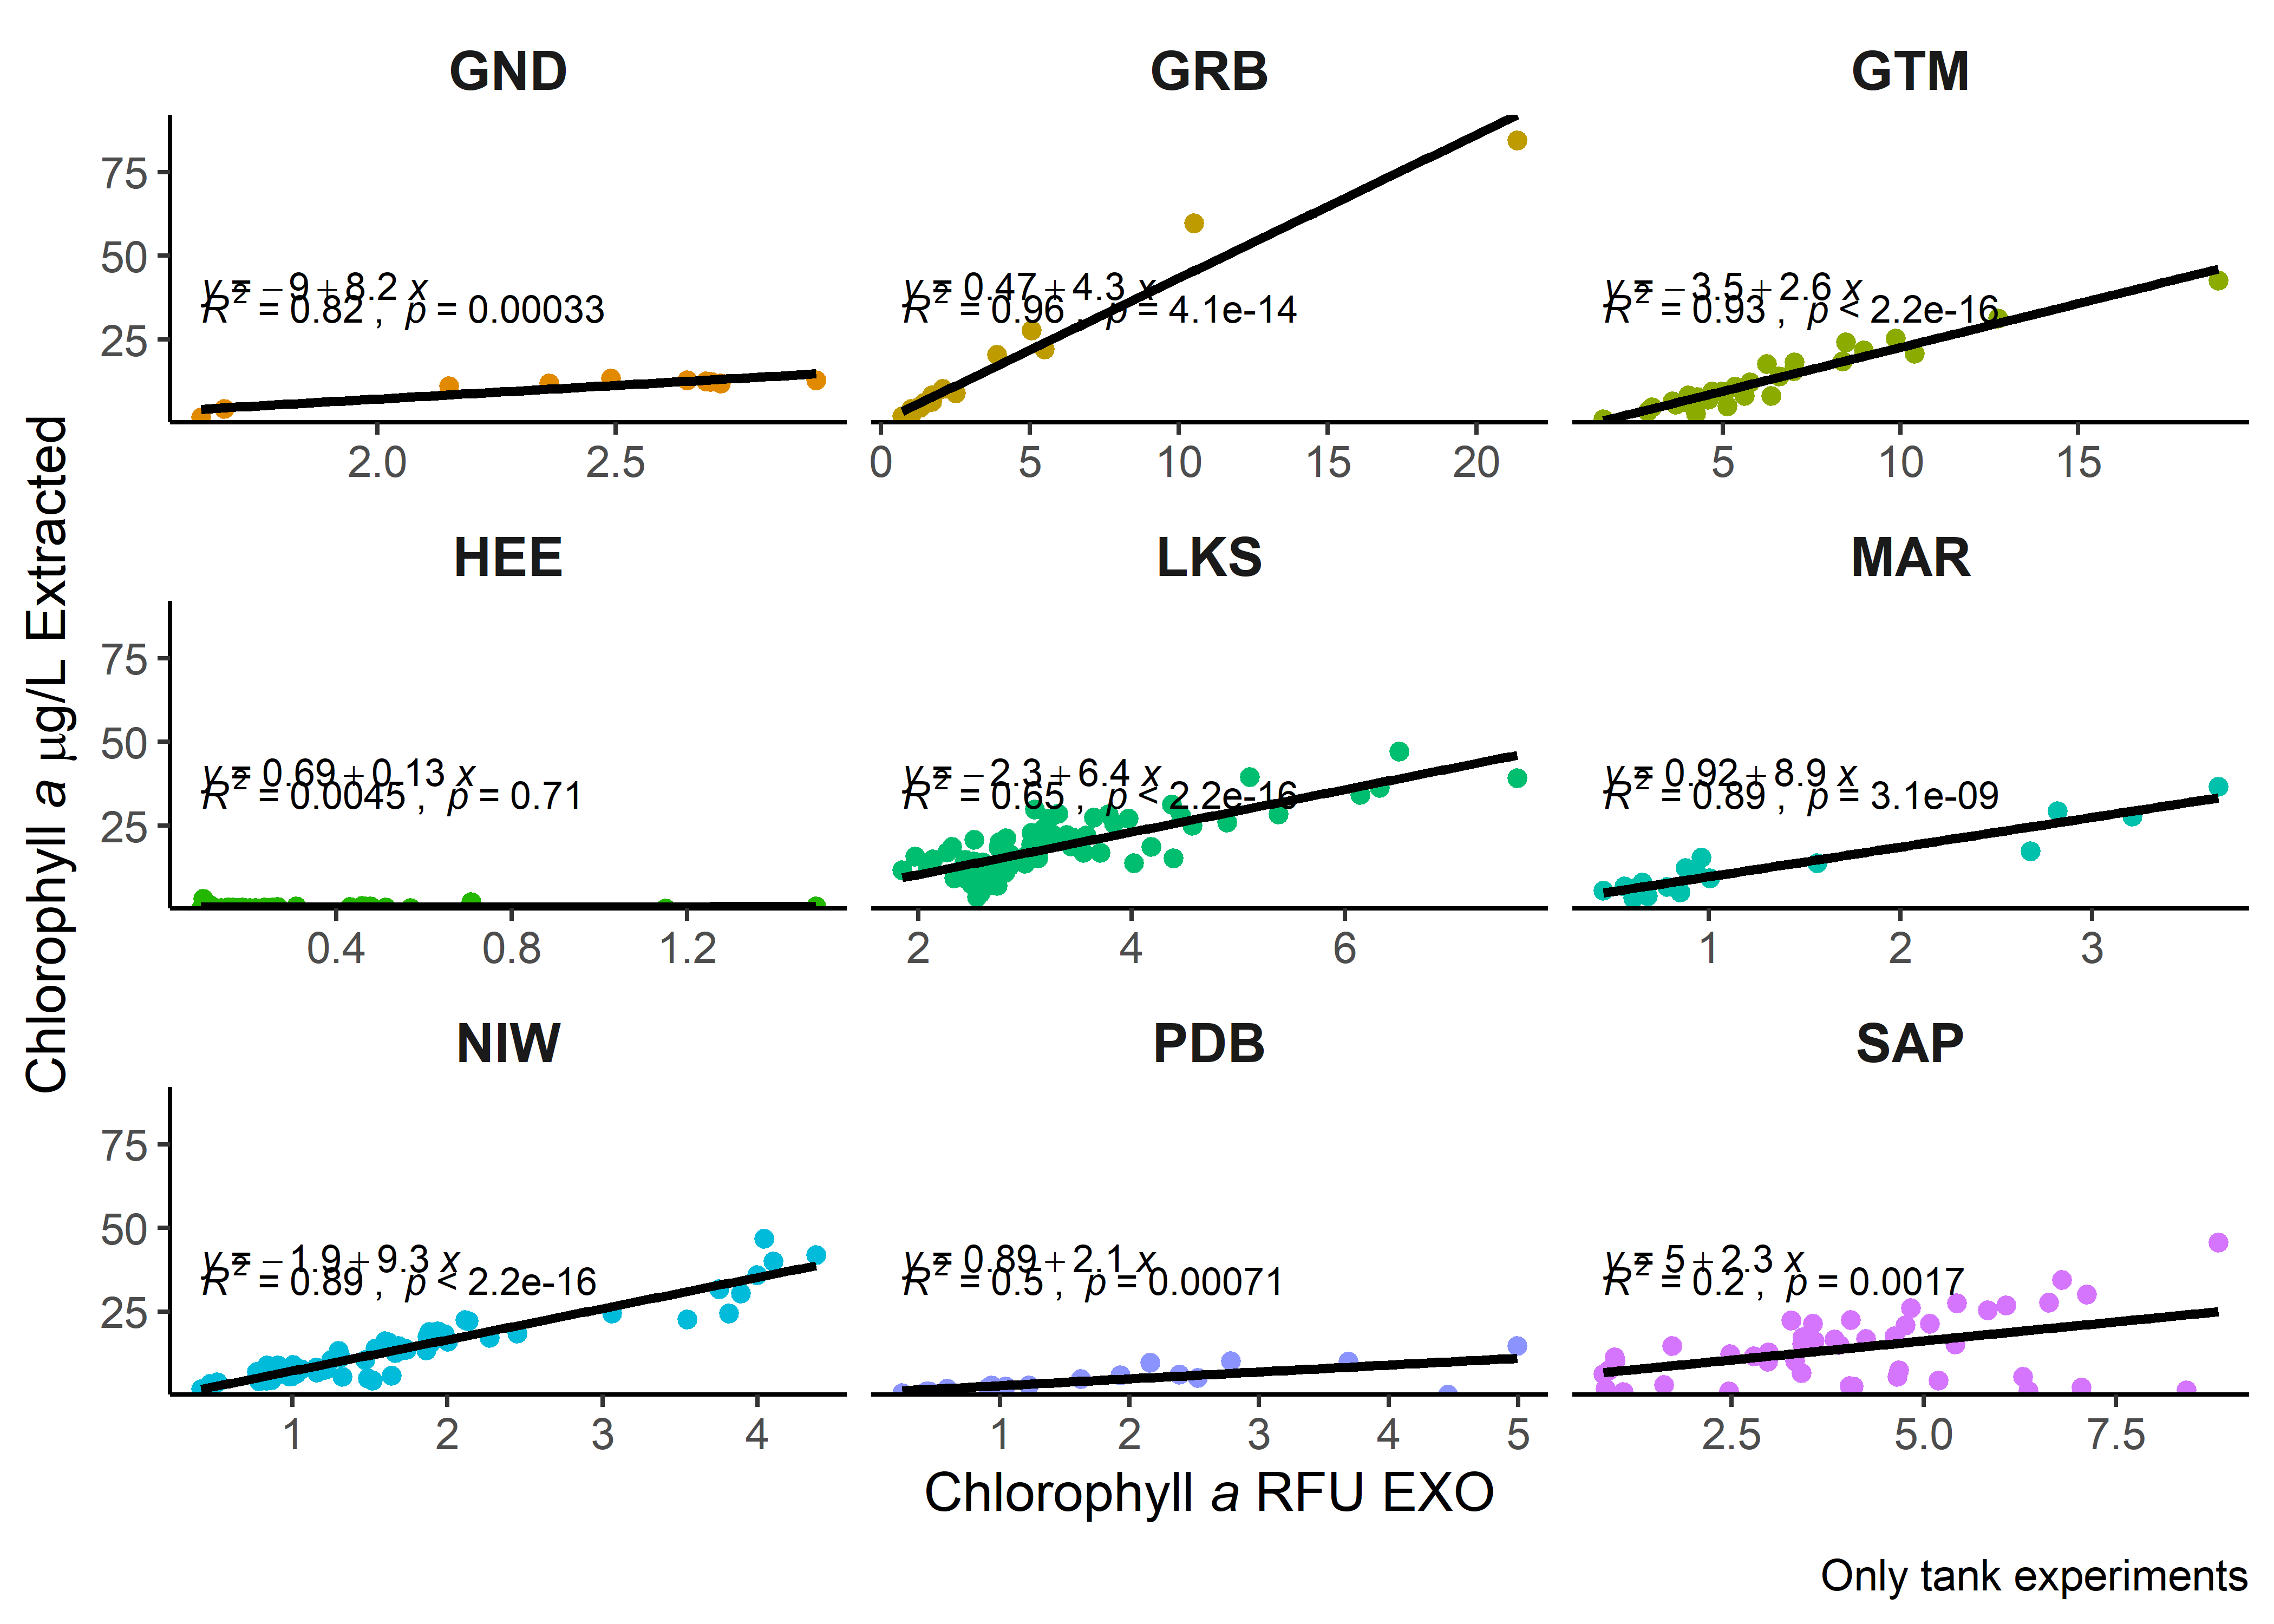 GND GRB GTM
75
50
25
y = −9 + 8.2 x
R² = 0.82 , p = 0.00033
y = 0.47 + 4.3 x
R² = 0.96 , p = 4.1e-14
y = −3.5 + 2.6 x
R² = 0.93 , p < 2.2e-16
2.0 2.5
0 5 10 15 20
5 10 15
HEE LKS MAR
75
50
25
y = 0.69 + 0.13 x
R² = 0.0045 , p = 0.71
y = −2.3 + 6.4 x
R² = 0.65 , p < 2.2e-16
y = 0.92 + 8.9 x
R² = 0.89 , p = 3.1e-09
0.4 0.8 1.2
2 4 6
1 2 3
NIW PDB SAP
75
50
25
y = −1.9 + 9.3 x
R² = 0.89 , p < 2.2e-16
y = 0.89 + 2.1 x
R² = 0.5 , p = 0.00071
y = 5 + 2.3 x
R² = 0.2 , p = 0.0017
1 2 3 4
1 2 3 4 5
2.5 5.0 7.5
Chlorophyll a µg/L Extracted
Chlorophyll a RFU EXO
Only tank experiments